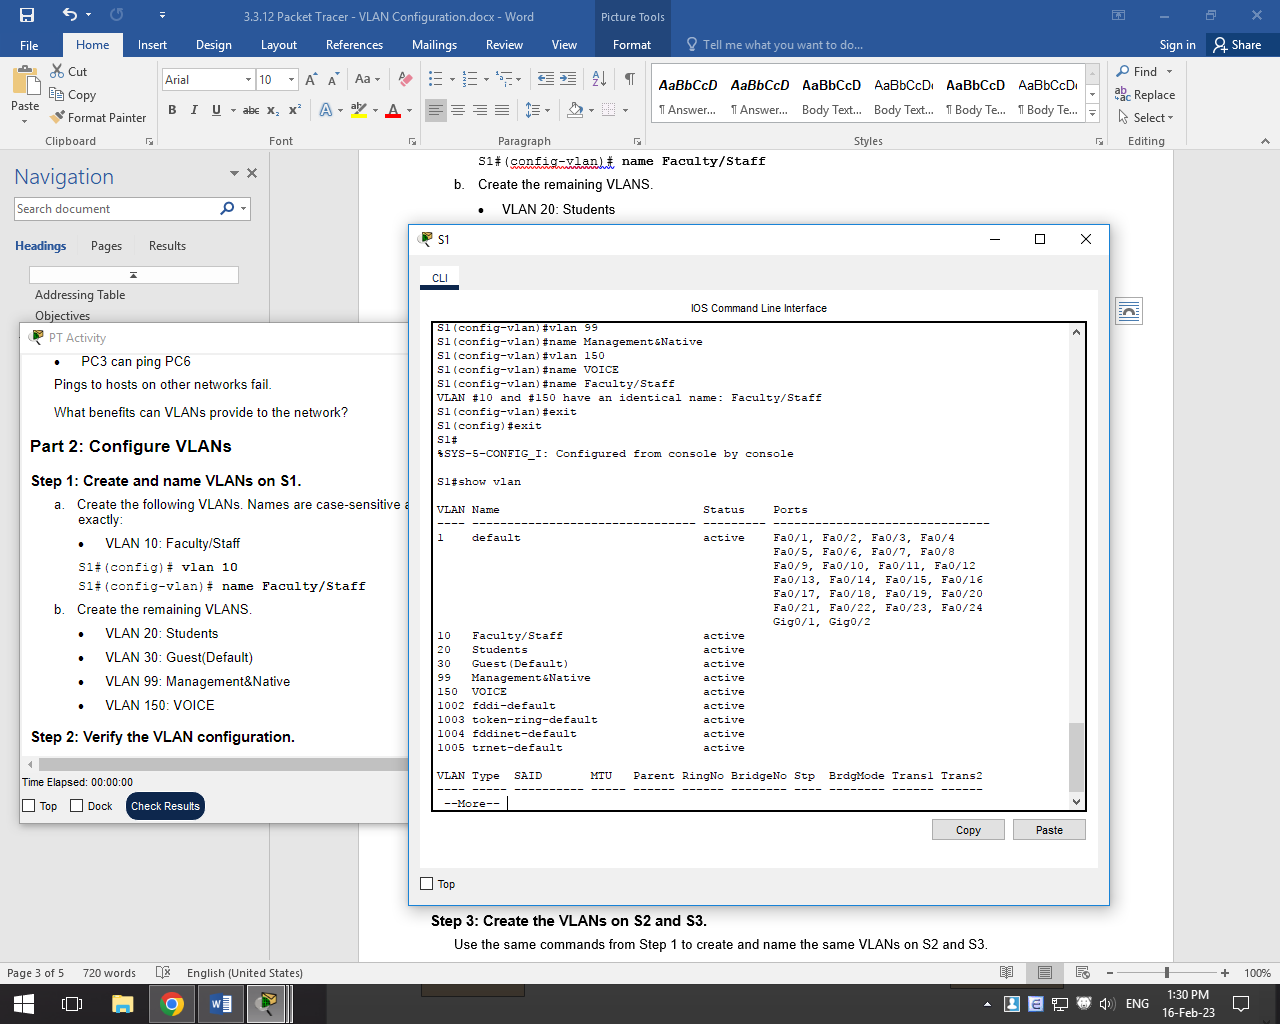 3.3.12 Packet Tracer - VLAN Configuration.docx - Word
Picture Tools
File
Home
Insert
Design
Layout
References
Mailings
Review
View
Format
Tell me what you want to do...
Sign in
Share
Paste
Cut
Copy
Format Painter
Clipboard
Arial
10
Font
Paragraph
AaBbCcD
AaBbCcD
AaBbCcD
AaBbCcDc
AaBbCcD
AaBbCcDc
¶ Answer...
¶ Answer...
Body Text...
Body Text...
¶ Body Te...
¶ Body Te...
Styles
Find
Replace
Select
Editing
Navigation
Search document
Headings
Pages
Results
Addressing Table
Objectives
S1#(config-vlan)# name Faculty/Staff
b. Create the remaining VLANS.
• VLAN 20: Students
PT Activity
• PC3 can ping PC6
Pings to hosts on other networks fail.
What benefits can VLANs provide to the network?
Part 2: Configure VLANs
Step 1: Create and name VLANs on S1.
a. Create the following VLANs. Names are case-sensitive a
exactly:
• VLAN 10: Faculty/Staff
S1#(config)# vlan 10
S1#(config-vlan)# name Faculty/Staff
b. Create the remaining VLANS.
• VLAN 20: Students
• VLAN 30: Guest(Default)
• VLAN 99: Management&Native
• VLAN 150: VOICE
Step 2: Verify the VLAN configuration.
Time Elapsed: 00:00:00
Top
Dock
Check Results
S1
CLI
IOS Command Line Interface
S1(config-vlan)#vlan 99
S1(config-vlan)#name Management&Native
S1(config-vlan)#vlan 150
S1(config-vlan)#name VOICE
S1(config-vlan)#name Faculty/Staff
VLAN #10 and #150 have an identical name: Faculty/Staff
S1(config-vlan)#exit
S1(config)#exit
S1#
%SYS-5-CONFIG_I: Configured from console by console
S1#show vlan
VLAN Name Status Ports
---- -------------------------------- --------- -------------------------------
1 default active Fa0/1, Fa0/2, Fa0/3, Fa0/4
Fa0/5, Fa0/6, Fa0/7, Fa0/8
Fa0/9, Fa0/10, Fa0/11, Fa0/12
Fa0/13, Fa0/14, Fa0/15, Fa0/16
Fa0/17, Fa0/18, Fa0/19, Fa0/20
Fa0/21, Fa0/22, Fa0/23, Fa0/24
Gig0/1, Gig0/2
10 Faculty/Staff active
20 Students active
30 Guest(Default) active
99 Management&Native active
150 VOICE active
1002 fddi-default active
1003 token-ring-default active
1004 fddinet-default active
1005 trnet-default active
VLAN Type SAID MTU Parent RingNo BridgeNo Stp BrdgMode Trans1 Trans2
---- ----- ---------- ----- ------ ------ -------- ---- -------- ------ ------
--More--
Copy
Paste
Top
Step 3: Create the VLANs on S2 and S3.
Use the same commands from Step 1 to create and name the same VLANs on S2 and S3.
Page 3 of 5
720 words
English (United States)
100%
ENG
1:30 PM
16-Feb-23